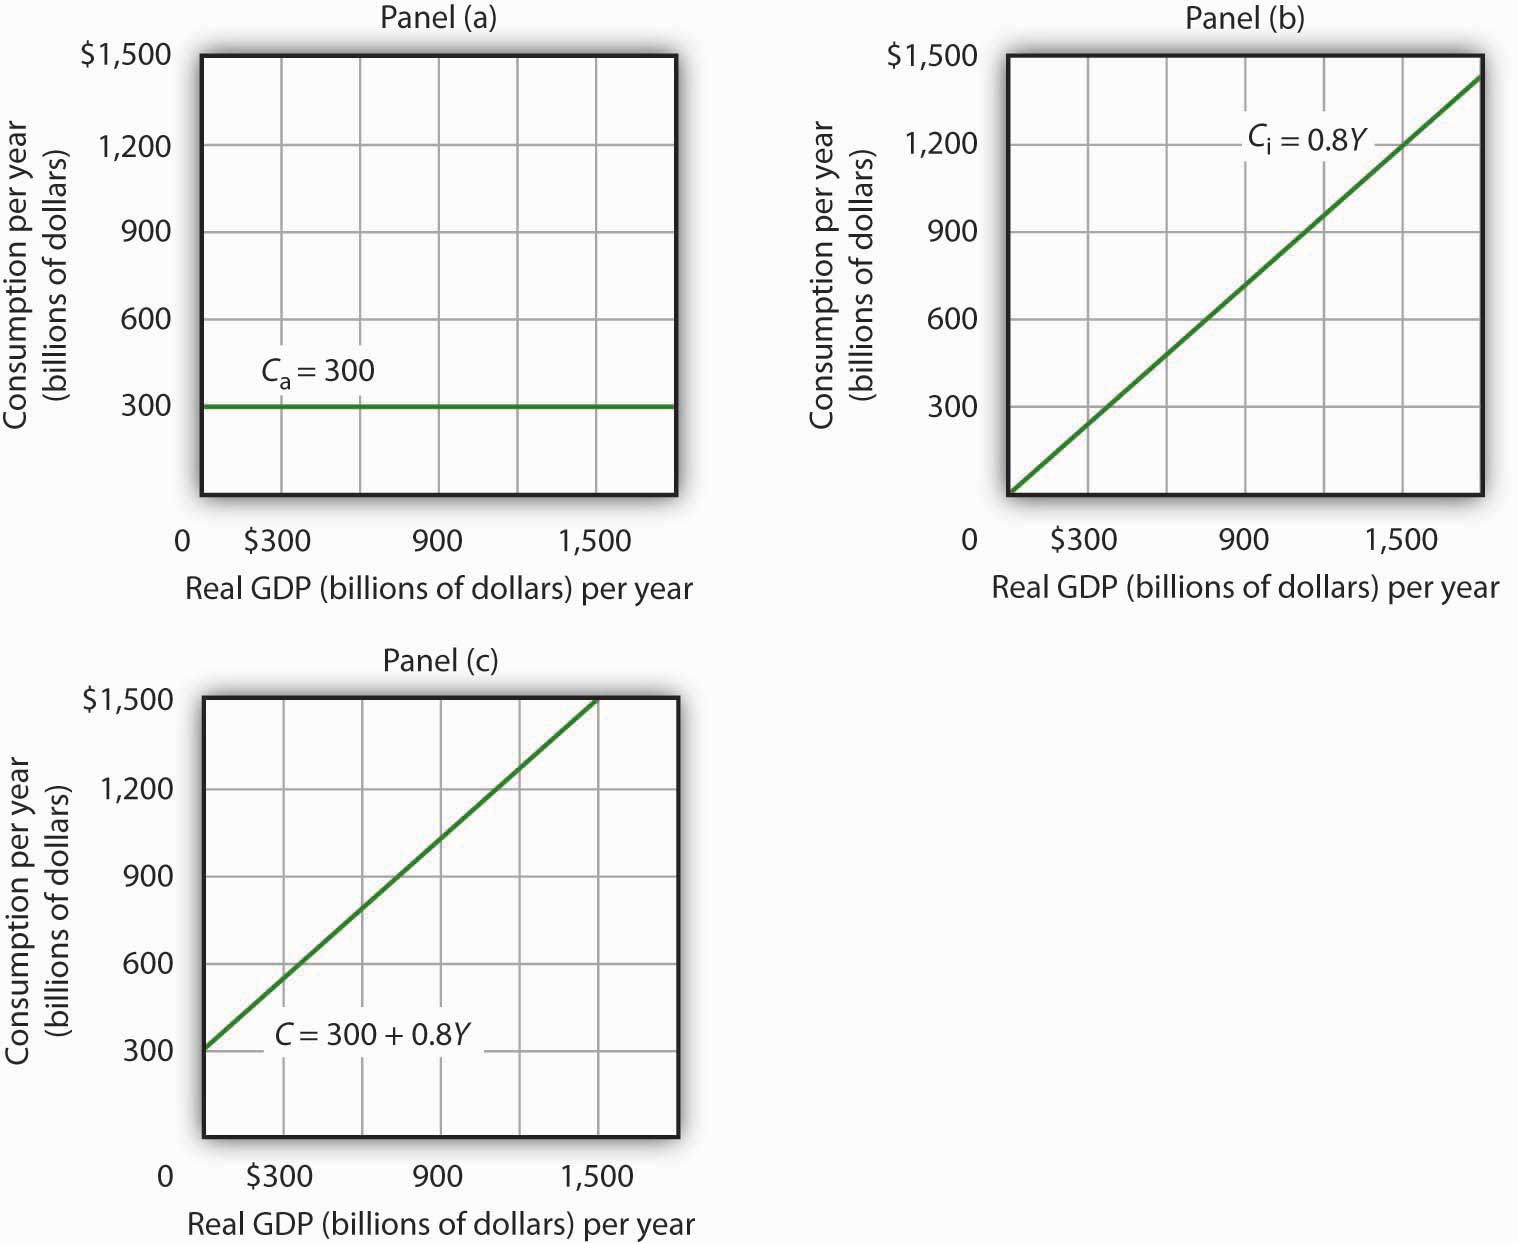 Panel (a)
$1,500
1,200
900
600
300
Consumption per year
(billions of dollars)
Cₐ = 300
0 $300 900 1,500
Real GDP (billions of dollars) per year
Panel (b)
$1,500
1,200
900
600
300
Consumption per year
(billions of dollars)
Cᵢ = 0.8Y
0 $300 900 1,500
Real GDP (billions of dollars) per year
Panel (c)
$1,500
1,200
900
600
300
Consumption per year
(billions of dollars)
C = 300 + 0.8Y
0 $300 900 1,500
Real GDP (billions of dollars) per year